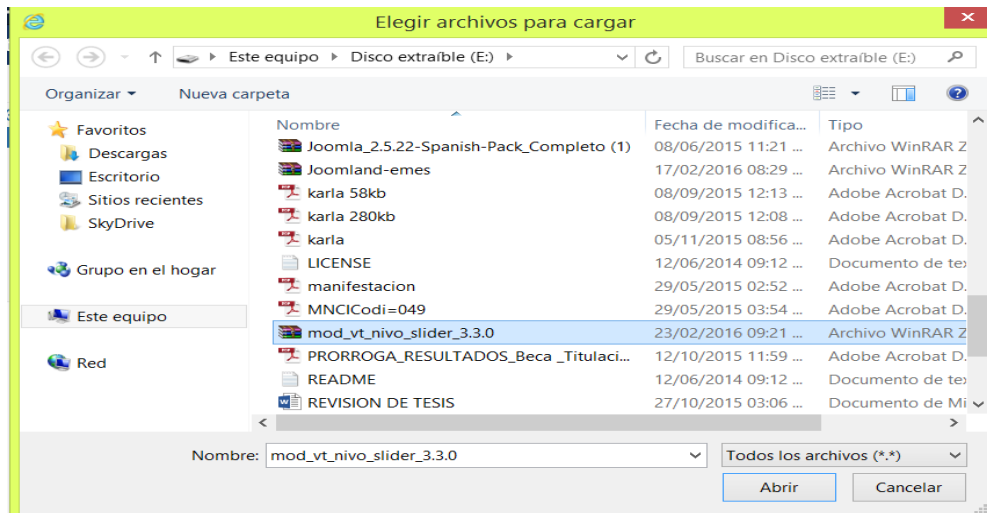 Elegir archivos para cargar
Este equipo Disco extraíble (E:)
Buscar en Disco extraíble (E:)
Organizar
Nueva carpeta
Favoritos
Descargas
Escritorio
Sitios recientes
SkyDrive
Grupo en el hogar
Este equipo
Red
Nombre Fecha de modifica... Tipo
Joomla_2.5.22-Spanish-Pack_Completo (1) 08/06/2015 11:21 ... Archivo WinRAR Z
Joomland-emes 17/02/2016 08:29 ... Archivo WinRAR Z
karla 58kb 08/09/2015 12:13 ... Adobe Acrobat D.
karla 280kb 08/09/2015 12:08 ... Adobe Acrobat D.
karla 05/11/2015 08:56 ... Adobe Acrobat D.
LICENSE 12/06/2014 09:12 ... Documento de tex
manifestacion 29/05/2015 02:52 ... Adobe Acrobat D.
MNCICodi=049 29/05/2015 03:54 ... Adobe Acrobat D.
mod_vt_nivo_slider_3.3.0 23/02/2016 09:21 ... Archivo WinRAR Z
PRORROGA_RESULTADOS_Beca _Titulaci... 12/10/2015 11:59 ... Adobe Acrobat D.
README 12/06/2014 09:12 ... Documento de tex
REVISION DE TESIS 27/10/2015 03:06 ... Documento de Mi
Nombre: mod_vt_nivo_slider_3.3.0
Todos los archivos (*.*)
Abrir
Cancelar